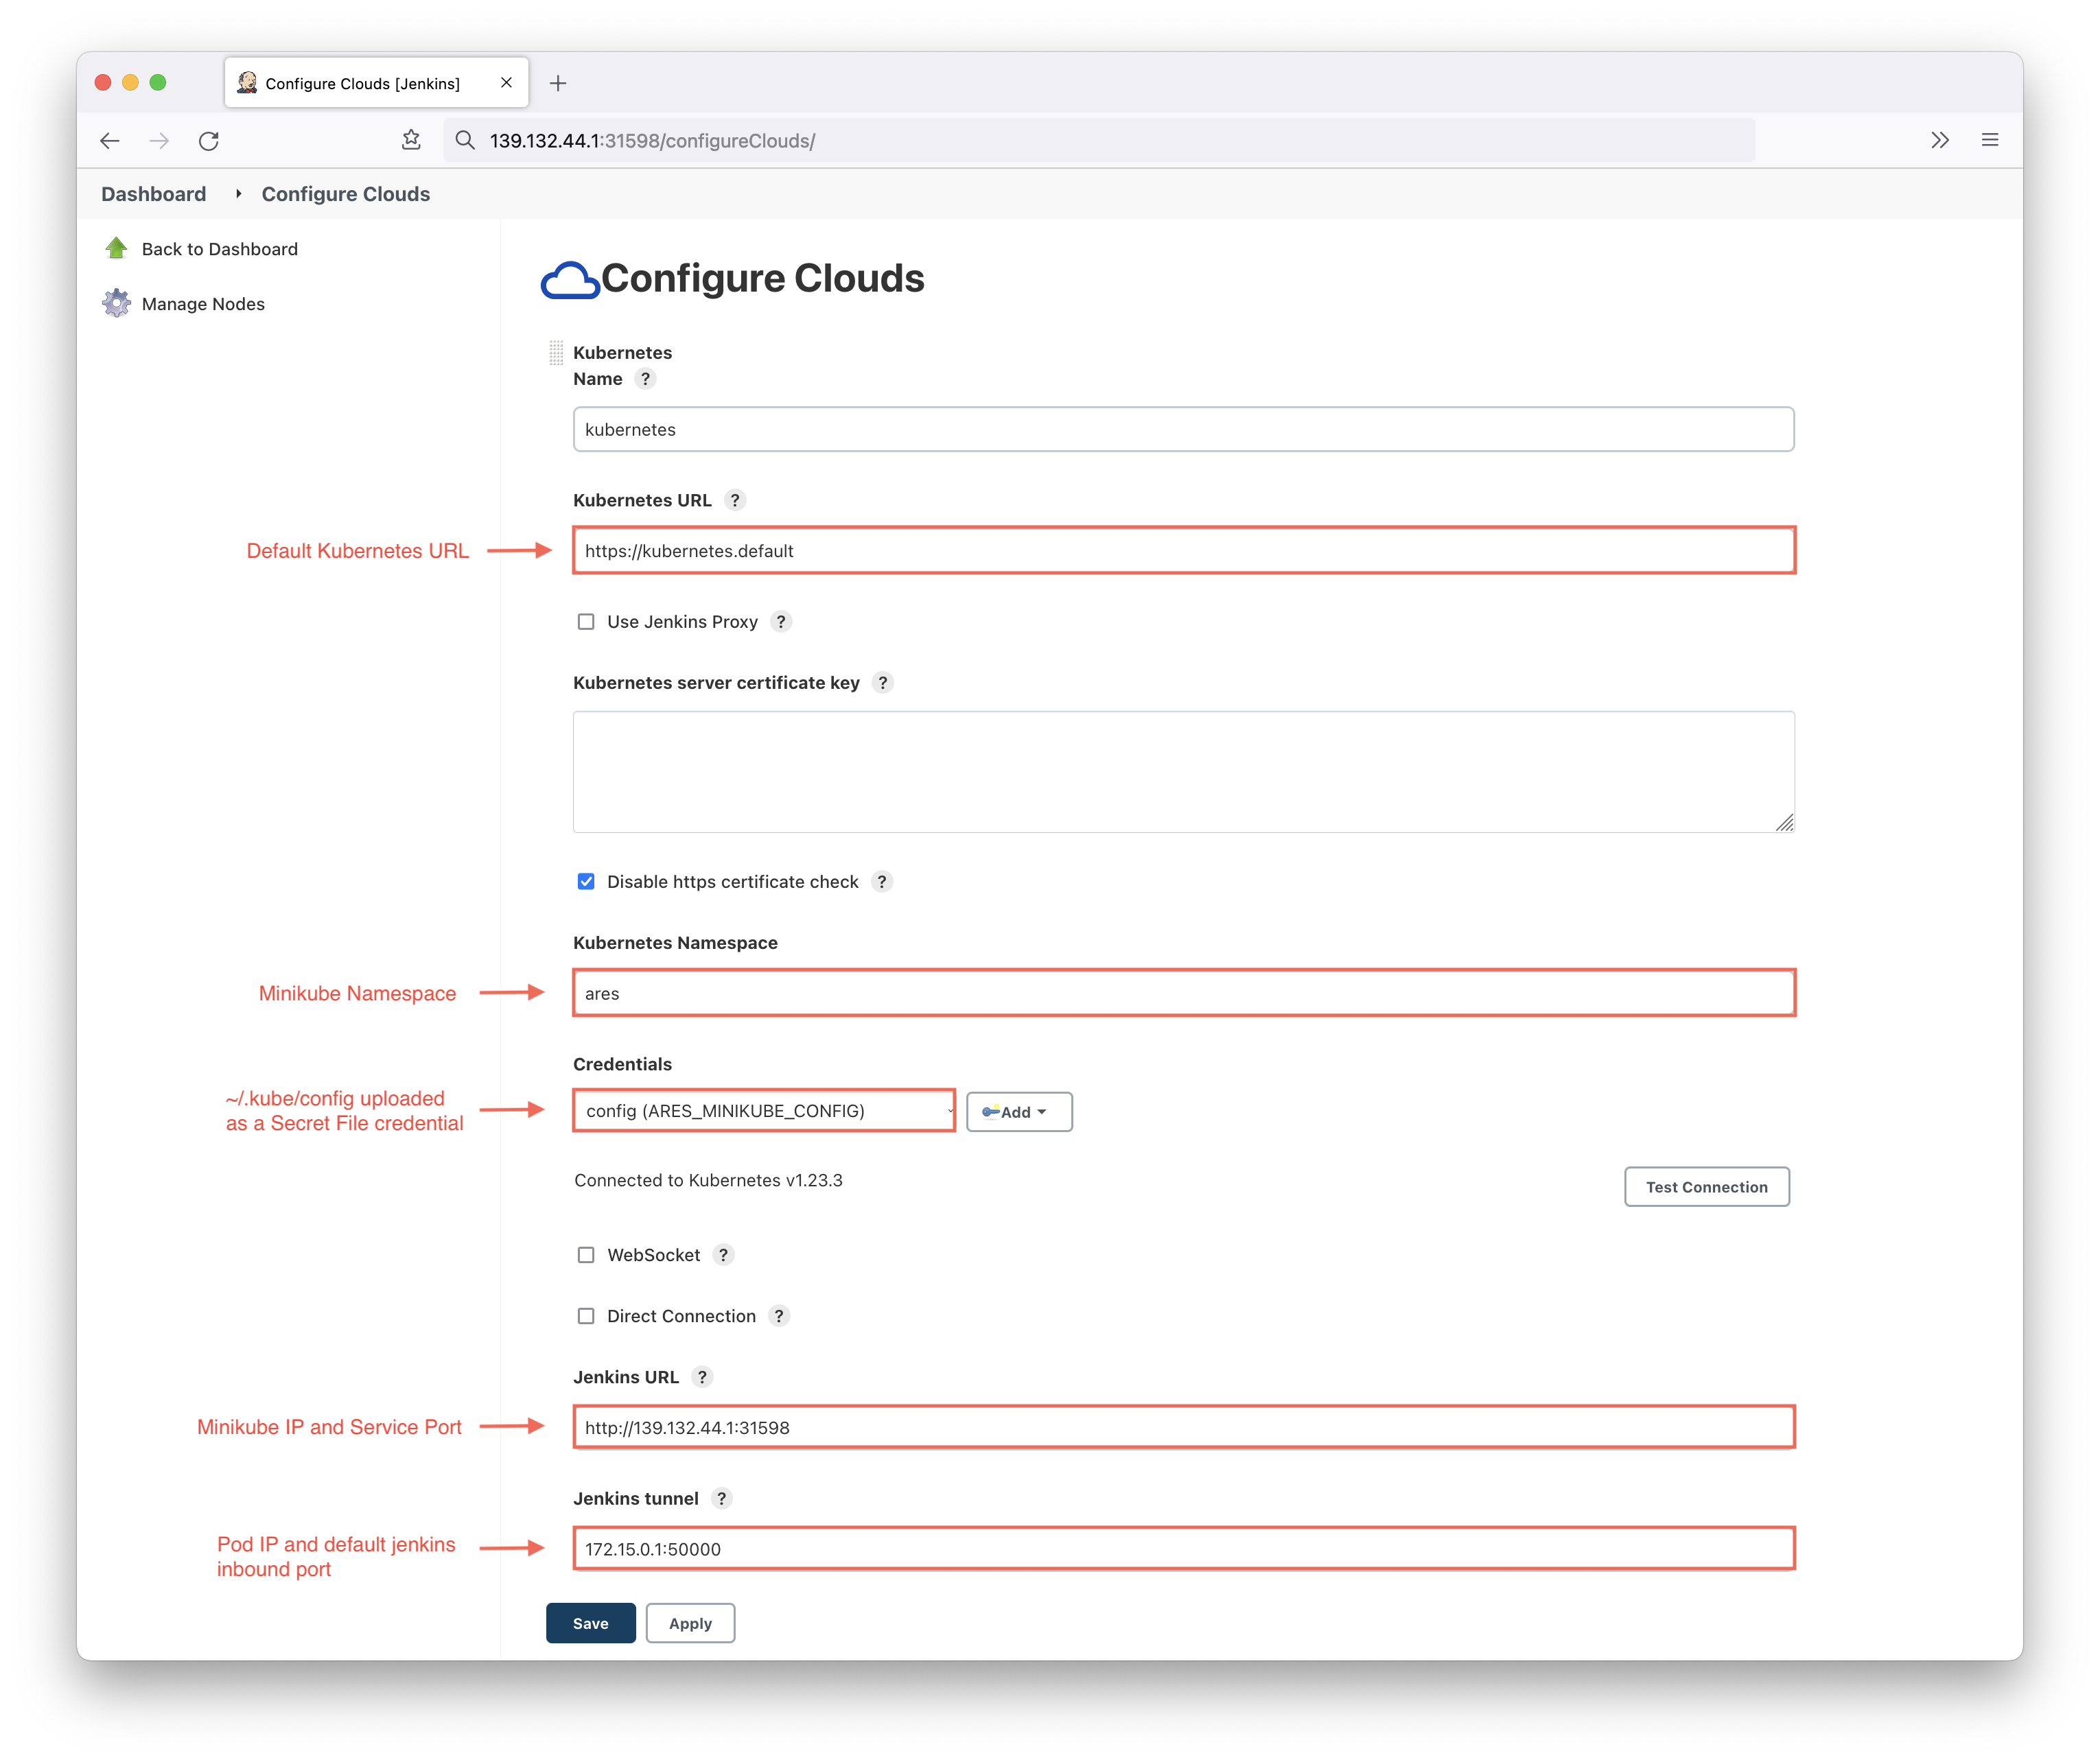 Configure Clouds [Jenkins]
139.132.44.1:31598/configureClouds/
Dashboard Configure Clouds
Back to Dashboard
Manage Nodes
Configure Clouds
Kubernetes
Name ?
kubernetes
Kubernetes URL ?
Default Kubernetes URL
https://kubernetes.default
Use Jenkins Proxy ?
Kubernetes server certificate key ?
Disable https certificate check ?
Kubernetes Namespace
Minikube Namespace
ares
Credentials
~/.kube/config uploaded
as a Secret File credential
config (ARES_MINIKUBE_CONFIG)
Add
Connected to Kubernetes v1.23.3
Test Connection
WebSocket ?
Direct Connection ?
Jenkins URL ?
Minikube IP and Service Port
http://139.132.44.1:31598
Jenkins tunnel ?
Pod IP and default jenkins
inbound port
172.15.0.1:50000
Save
Apply